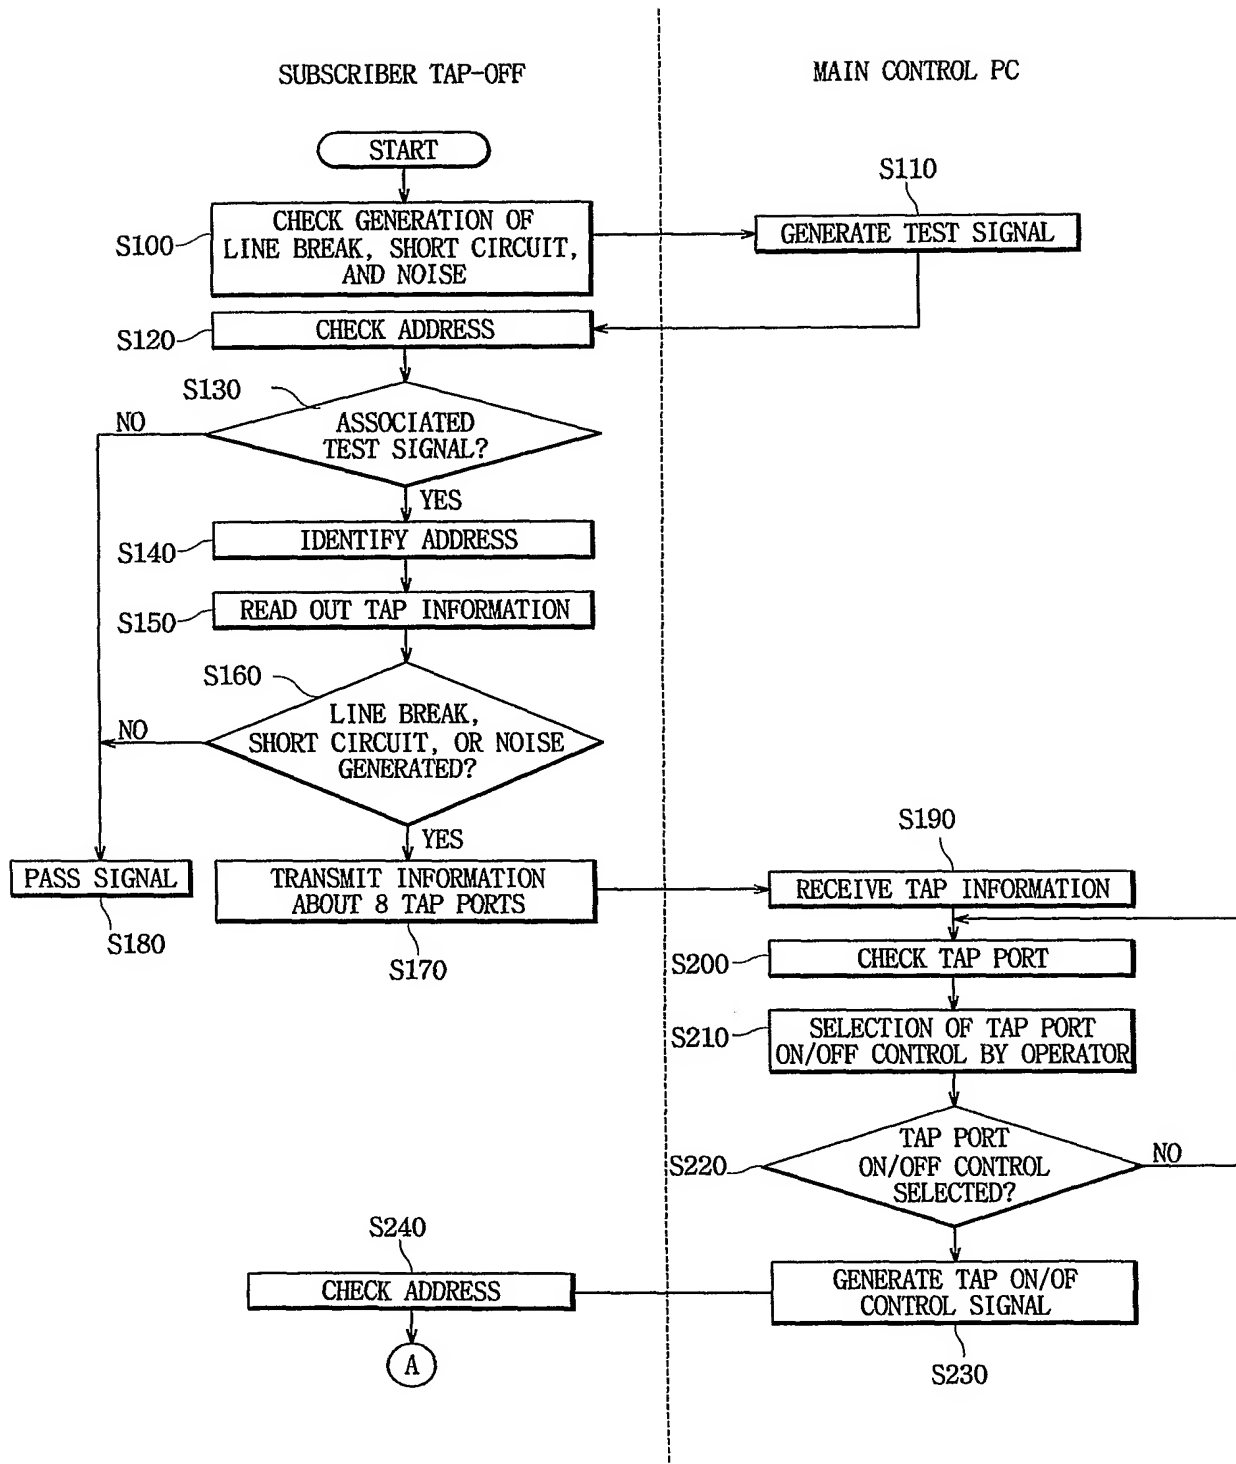 SUBSCRIBER TAP-OFF
MAIN CONTROL PC
START
S110
S100
CHECK GENERATION OF
LINE BREAK, SHORT CIRCUIT,
AND NOISE
GENERATE TEST SIGNAL
S120
CHECK ADDRESS
S130
NO
ASSOCIATED
TEST SIGNAL?
YES
S140
IDENTIFY ADDRESS
S150
READ OUT TAP INFORMATION
S160
NO
LINE BREAK,
SHORT CIRCUIT, OR NOISE
GENERATED?
YES
S190
PASS SIGNAL
S180
TRANSMIT INFORMATION
ABOUT 8 TAP PORTS
S170
RECEIVE TAP INFORMATION
S200
CHECK TAP PORT
S210
SELECTION OF TAP PORT
ON/OFF CONTROL BY OPERATOR
S220
TAP PORT
ON/OFF CONTROL
SELECTED?
NO
S240
CHECK ADDRESS
GENERATE TAP ON/OF
CONTROL SIGNAL
S230
A